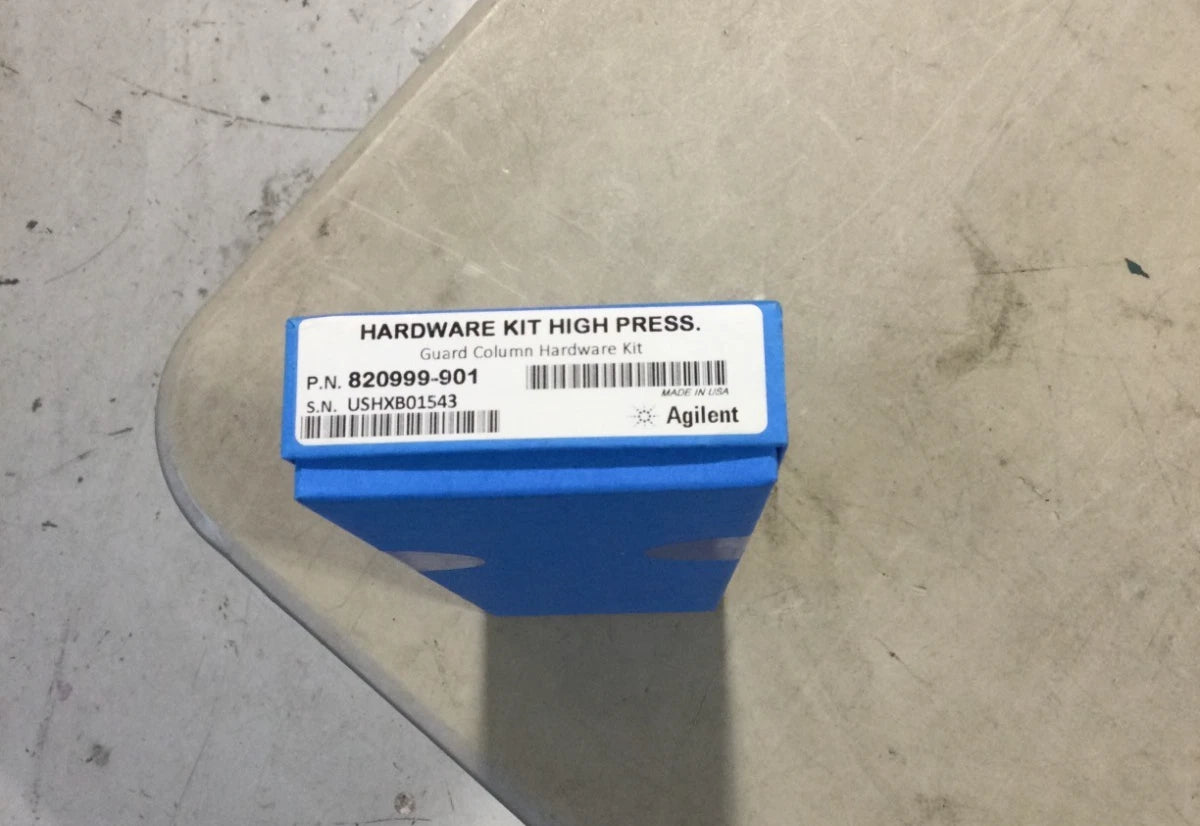 HARDWARE KIT HIGH PRESS.
Guard Column Hardware Kit
P.N. 820999-901
MADE IN USA
S.N. USHXB01543
Agilent